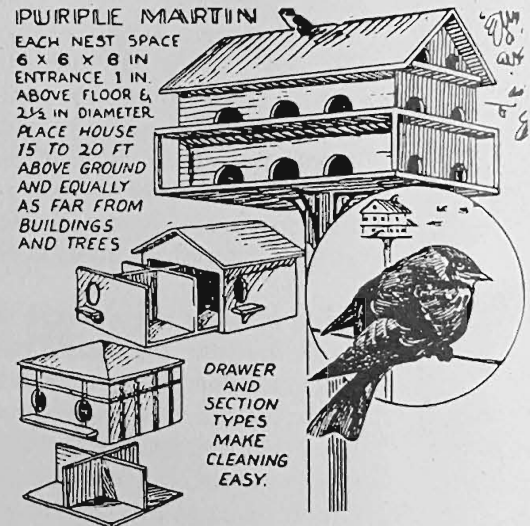 PURPLE MARTIN
EACH NEST SPACE
6 X 6 X 6 IN
ENTRANCE 1 IN.
ABOVE FLOOR &
2½ IN DIAMETER
PLACE HOUSE
15 TO 20 FT
ABOVE GROUND
AND EQUALLY
AS FAR FROM
BUILDINGS
AND TREES
DRAWER
AND
SECTION
TYPES
MAKE
CLEANING
EASY.